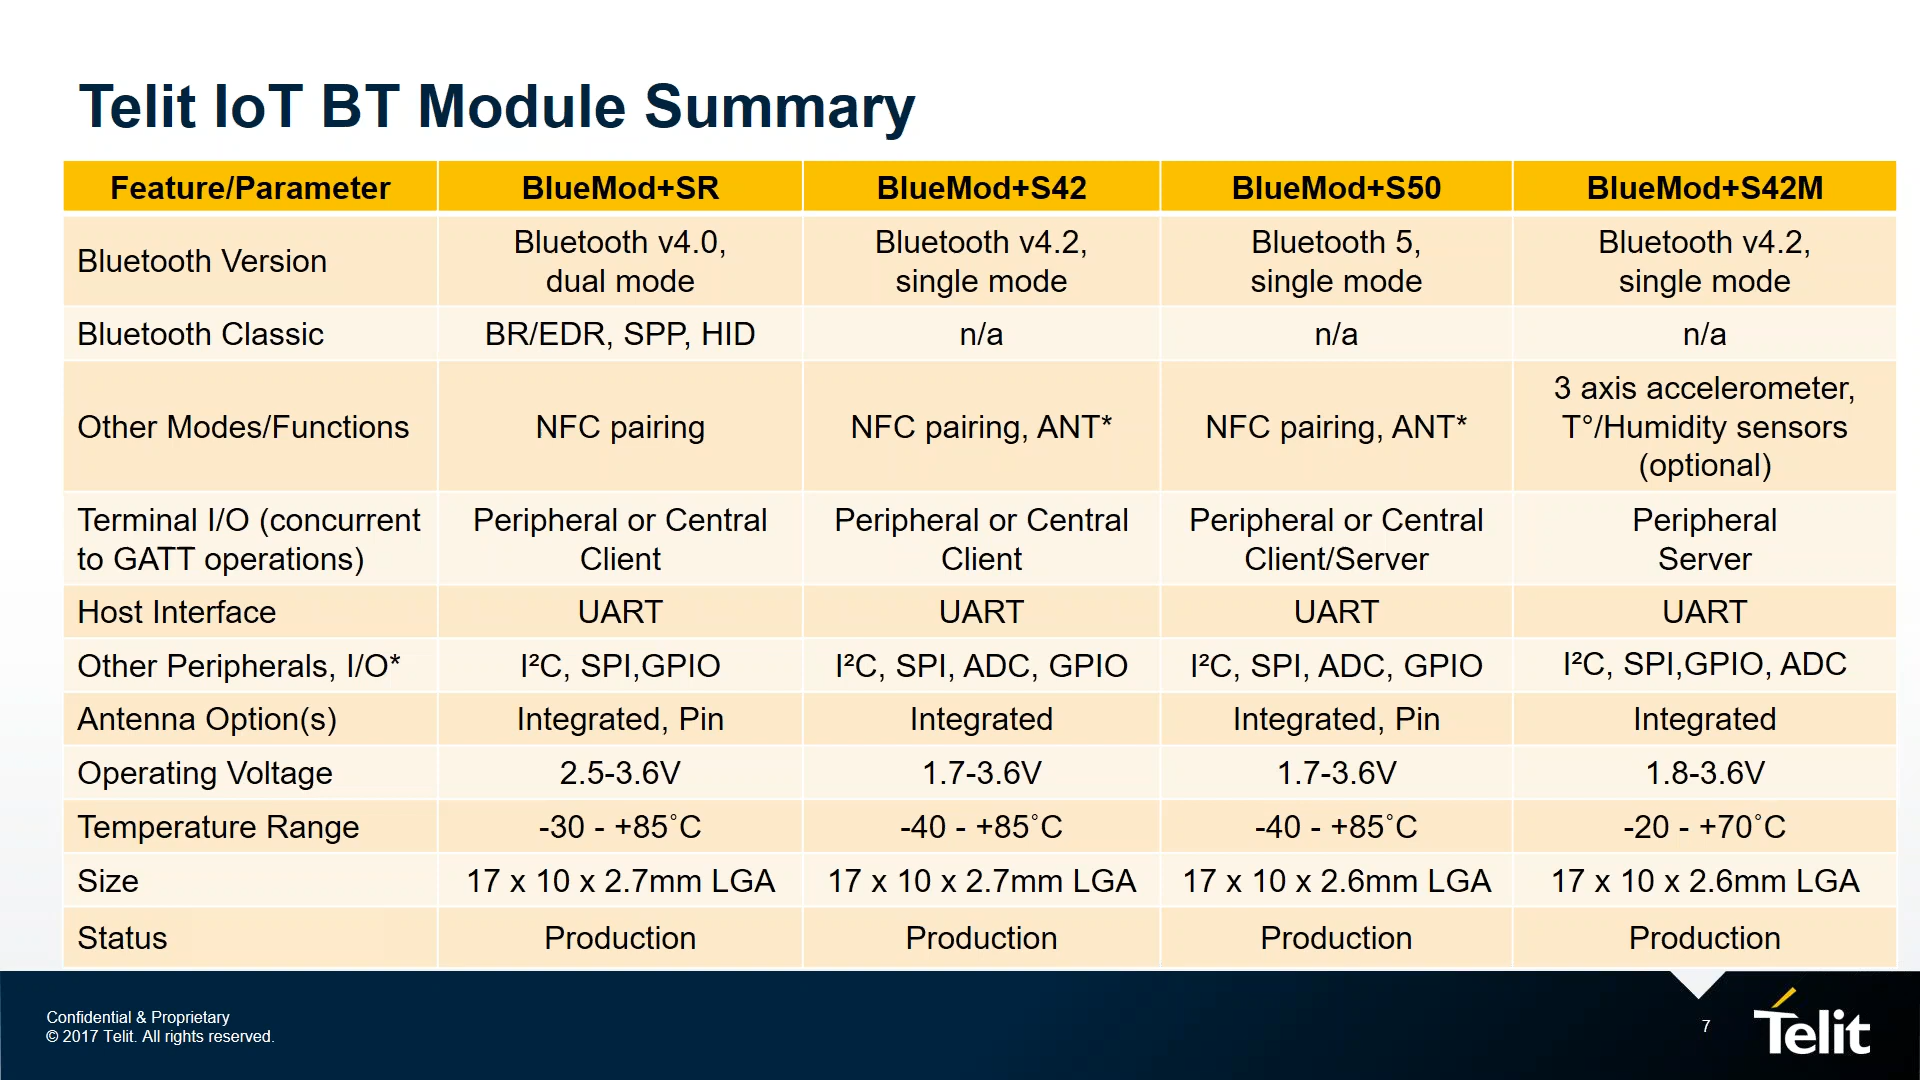 Telit IoT BT Module Summary
Feature/Parameter BlueMod+SR BlueMod+S42 BlueMod+S50 BlueMod+S42M
Bluetooth Version
Bluetooth v4.0,
dual mode
Bluetooth v4.2,
single mode
Bluetooth 5,
single mode
Bluetooth v4.2,
single mode
Bluetooth Classic BR/EDR, SPP, HID n/a n/a n/a
Other Modes/Functions NFC pairing NFC pairing, ANT* NFC pairing, ANT*
3 axis accelerometer,
T°/Humidity sensors
(optional)
Terminal I/O (concurrent
to GATT operations)
Peripheral or Central
Client
Peripheral or Central
Client
Peripheral or Central
Client/Server
Peripheral
Server
Host Interface UART UART UART UART
Other Peripherals, I/O* I²C, SPI,GPIO I²C, SPI, ADC, GPIO I²C, SPI, ADC, GPIO I²C, SPI,GPIO, ADC
Antenna Option(s) Integrated, Pin Integrated Integrated, Pin Integrated
Operating Voltage 2.5-3.6V 1.7-3.6V 1.7-3.6V 1.8-3.6V
Temperature Range -30 - +85˚C -40 - +85˚C -40 - +85˚C -20 - +70˚C
Size 17 x 10 x 2.7mm LGA 17 x 10 x 2.7mm LGA 17 x 10 x 2.6mm LGA 17 x 10 x 2.6mm LGA
Status Production Production Production Production
Confidential & Proprietary
© 2017 Telit. All rights reserved.
7
Telit